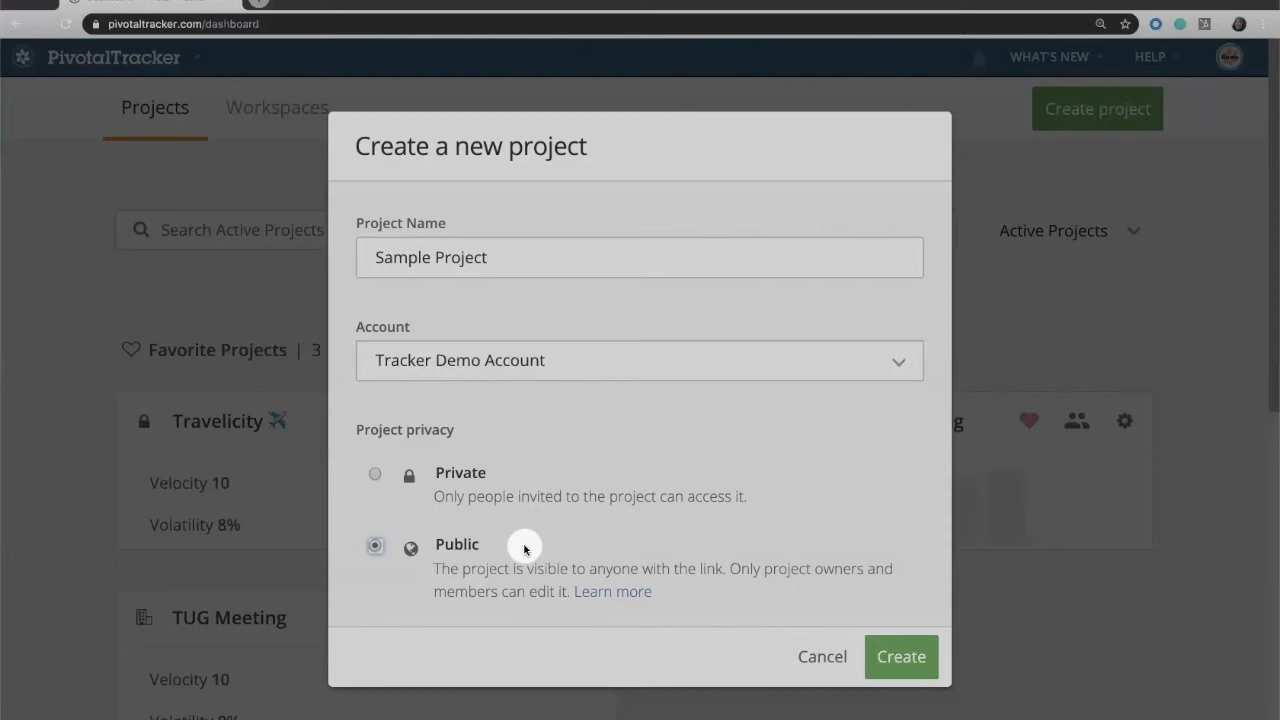 pivotaltracker.com/dashboard
PivotalTracker
WHAT'S NEW
HELP
Projects
Workspaces
Create project
Create a new project
Search Active Projects
Active Projects
Project Name
Sample Project
Account
Tracker Demo Account
Favorite Projects | 3
Travelicity
Velocity 10
Volatility 8%
Project privacy
Private
Only people invited to the project can access it.
Public
The project is visible to anyone with the link. Only project owners and
members can edit it. Learn more
TUG Meeting
Velocity 10
Cancel
Create